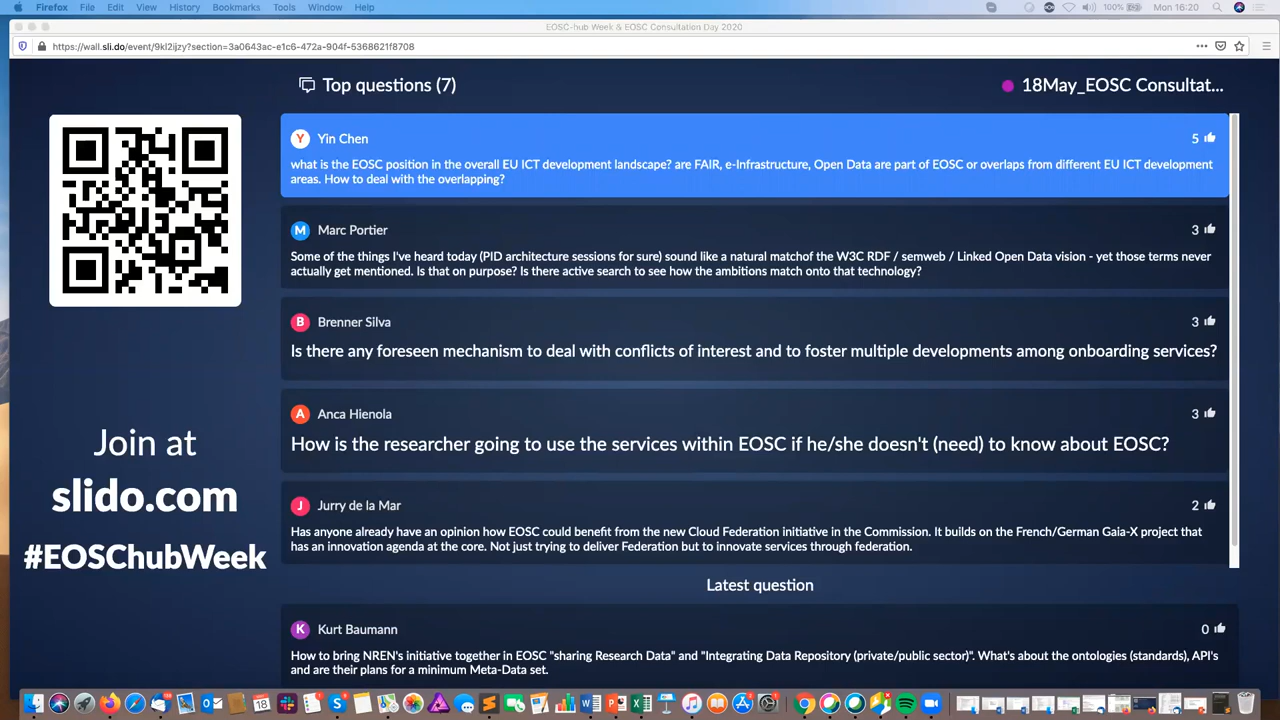 Firefox File Edit View History Bookmarks Tools Window Help 100% Mon 16:20
EOSC-hub Week & EOSC Consultation Day 2020
https://wall.sli.do/event/9kl2ijzy?section=3a0643ac-e1c6-472a-904f-5368621f8708
Top questions (7)
18May_EOSC Consultat...
Y Yin Chen 5
what is the EOSC position in the overall EU ICT development landscape? are FAIR, e-Infrastructure, Open Data are part of EOSC or overlaps from different EU ICT development
areas. How to deal with the overlapping?
M Marc Portier 3
Some of the things I've heard today (PID architecture sessions for sure) sound like a natural matchof the W3C RDF / semweb / Linked Open Data vision - yet those terms never
actually get mentioned. Is that on purpose? Is there active search to see how the ambitions match onto that technology?
B Brenner Silva 3
Is there any foreseen mechanism to deal with conflicts of interest and to foster multiple developments among onboarding services?
A Anca Hienola 3
How is the researcher going to use the services within EOSC if he/she doesn't (need) to know about EOSC?
J Jurry de la Mar 2
Has anyone already have an opinion how EOSC could benefit from the new Cloud Federation initiative in the Commission. It builds on the French/German Gaia-X project that
has an innovation agenda at the core. Not just trying to deliver Federation but to innovate services through federation.
Join at
slido.com
#EOSChubWeek
Latest question
K Kurt Baumann 0
How to bring NREN's initiative together in EOSC "sharing Research Data" and "Integrating Data Repository (private/public sector)". What's about the ontologies (standards), API's
and are their plans for a minimum Meta-Data set.
18